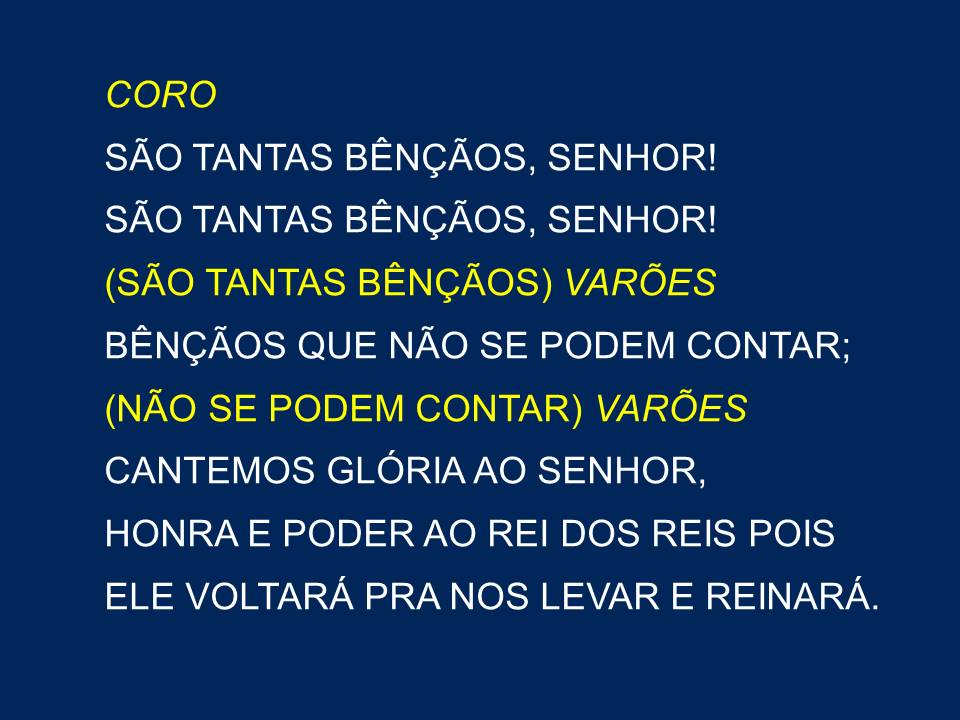 CORO
SÃO TANTAS BÊNÇÃOS, SENHOR!
SÃO TANTAS BÊNÇÃOS, SENHOR!
(SÃO TANTAS BÊNÇÃOS) VARÕES
BÊNÇÃOS QUE NÃO SE PODEM CONTAR;
(NÃO SE PODEM CONTAR) VARÕES
CANTEMOS GLÓRIA AO SENHOR,
HONRA E PODER AO REI DOS REIS POIS
ELE VOLTARÁ PRA NOS LEVAR E REINARÁ.